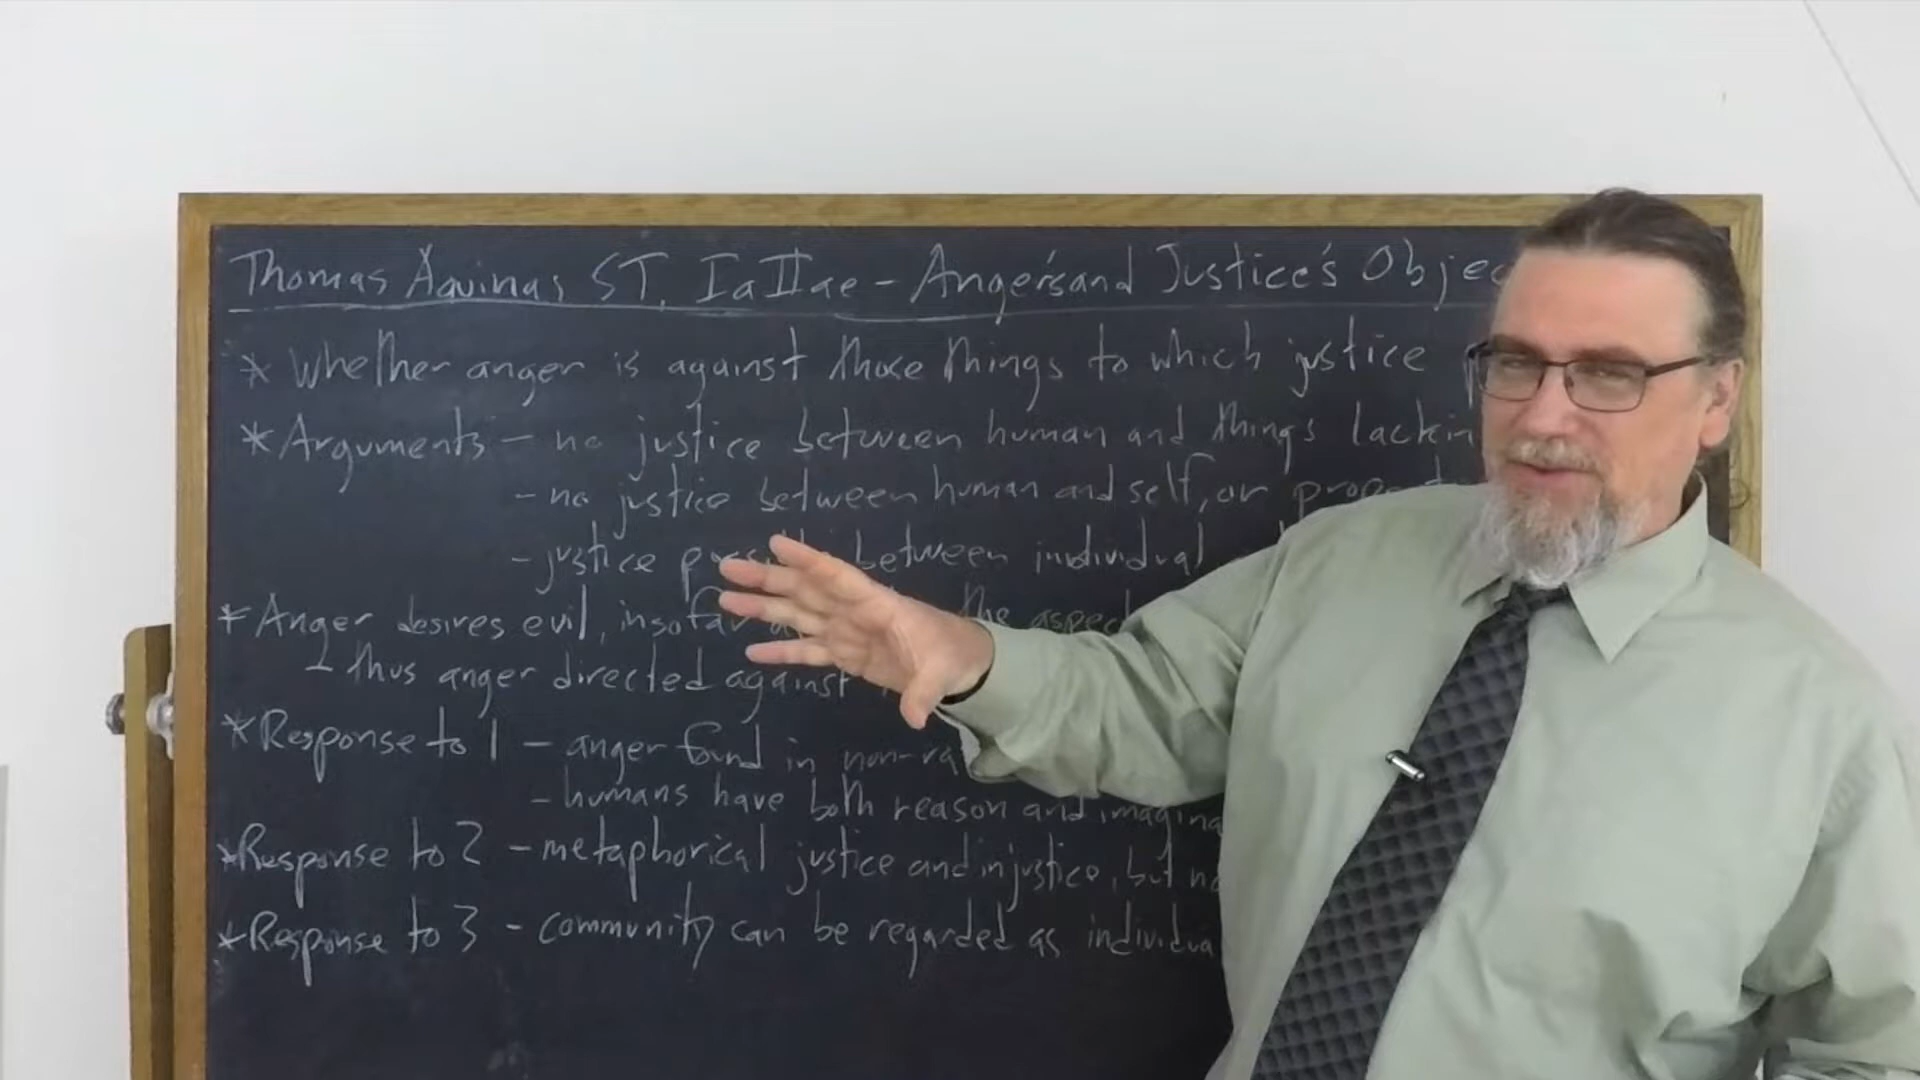 Thomas Aquinas ST. IaIIae - Anger's and Justice's Objec
* Whether anger is against those things to which justice
* Arguments - no justice between human and things lackin
- no justice between human and self, or
- justice between individual
* Anger desires evil, insofar the aspec
- thus anger directed against
* Response to 1 - anger found in non-ra
- humans have both reason and imagina
* Response to 2 - metaphorical justice and injustice, but no
* Response to 3 - community can be regarded as individua